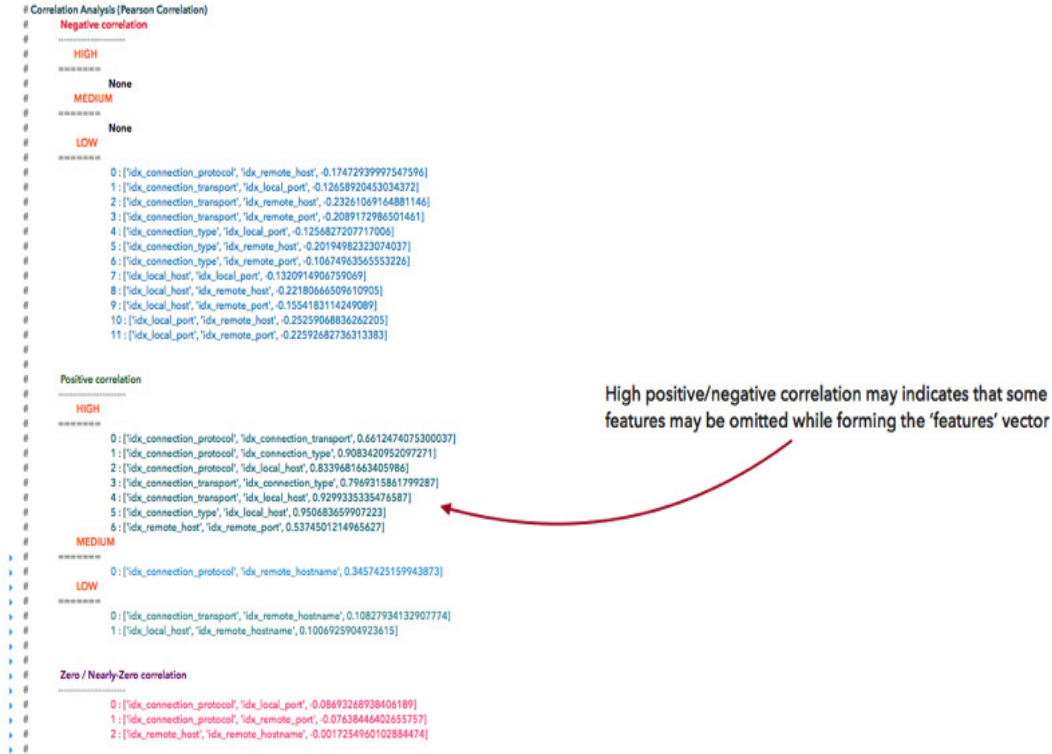 # Correlation Analysis (Pearson Correlation)
# Negative correlation
# ---------------------
# HIGH
# =======
# None
# MEDIUM
# =======
# None
# LOW
# =======
# 0 : ['idx_connection_protocol', 'idx_remote_host', -0.17472939997547596]
# 1 : ['idx_connection_transport', 'idx_local_port', -0.12658920453034372]
# 2 : ['idx_connection_transport', 'idx_remote_host', -0.23261069164881146]
# 3 : ['idx_connection_transport', 'idx_remote_port', -0.2089172986501461]
# 4 : ['idx_connection_type', 'idx_local_port', -0.1256827207717006]
# 5 : ['idx_connection_type', 'idx_remote_host', -0.20194982323074037]
# 6 : ['idx_connection_type', 'idx_remote_port', -0.10674963565553226]
# 7 : ['idx_local_host', 'idx_local_port', -0.1320914906759069]
# 8 : ['idx_local_host', 'idx_remote_host', -0.22180666509610905]
# 9 : ['idx_local_host', 'idx_remote_port', -0.1554183114249089]
# 10 : ['idx_local_port', 'idx_remote_host', -0.25259068836262205]
# 11 : ['idx_local_port', 'idx_remote_port', -0.22592682736313383]
#
#
# Positive correlation
# ---------------------
# HIGH
# =======
# 0 : ['idx_connection_protocol', 'idx_connection_transport', 0.6612474075300037]
# 1 : ['idx_connection_protocol', 'idx_connection_type', 0.9083420952097271]
# 2 : ['idx_connection_protocol', 'idx_local_host', 0.8339681663405986]
# 3 : ['idx_connection_transport', 'idx_connection_type', 0.7969315861799287]
# 4 : ['idx_connection_transport', 'idx_local_host', 0.9299335335476587]
# 5 : ['idx_connection_type', 'idx_local_host', 0.950683659907223]
# 6 : ['idx_remote_host', 'idx_remote_port', 0.5374501214965627]
# MEDIUM
# =======
# 0 : ['idx_connection_protocol', 'idx_remote_hostname', 0.3457425159943873]
# LOW
# =======
# 0 : ['idx_connection_transport', 'idx_remote_hostname', 0.10827934132907774]
# 1 : ['idx_local_host', 'idx_remote_hostname', 0.1006925904923615]
#
#
# Zero / Nearly-Zero correlation
# ---------------------
# 0 : ['idx_connection_protocol', 'idx_local_port', -0.08693268938406189]
# 1 : ['idx_connection_protocol', 'idx_remote_port', -0.07638446402655757]
# 2 : ['idx_remote_host', 'idx_remote_hostname', -0.0017254960102884474]
#
#
High positive/negative correlation may indicates that some
features may be omitted while forming the 'features' vector